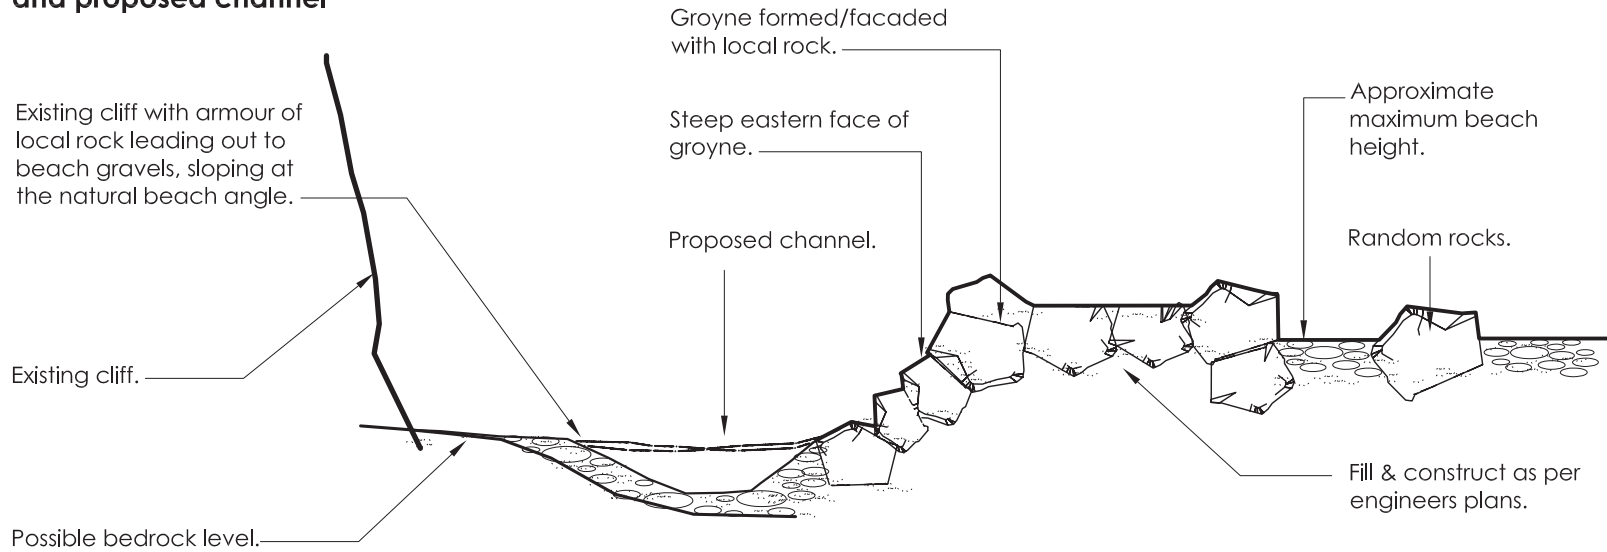 and proposed channel
Groyne formed/facaded
with local rock.
Existing cliff with armour of
local rock leading out to
beach gravels, sloping at
the natural beach angle.
Steep eastern face of
groyne.
Approximate
maximum beach
height.
Proposed channel.
Random rocks.
Existing cliff.
Fill & construct as per
engineers plans.
Possible bedrock level.